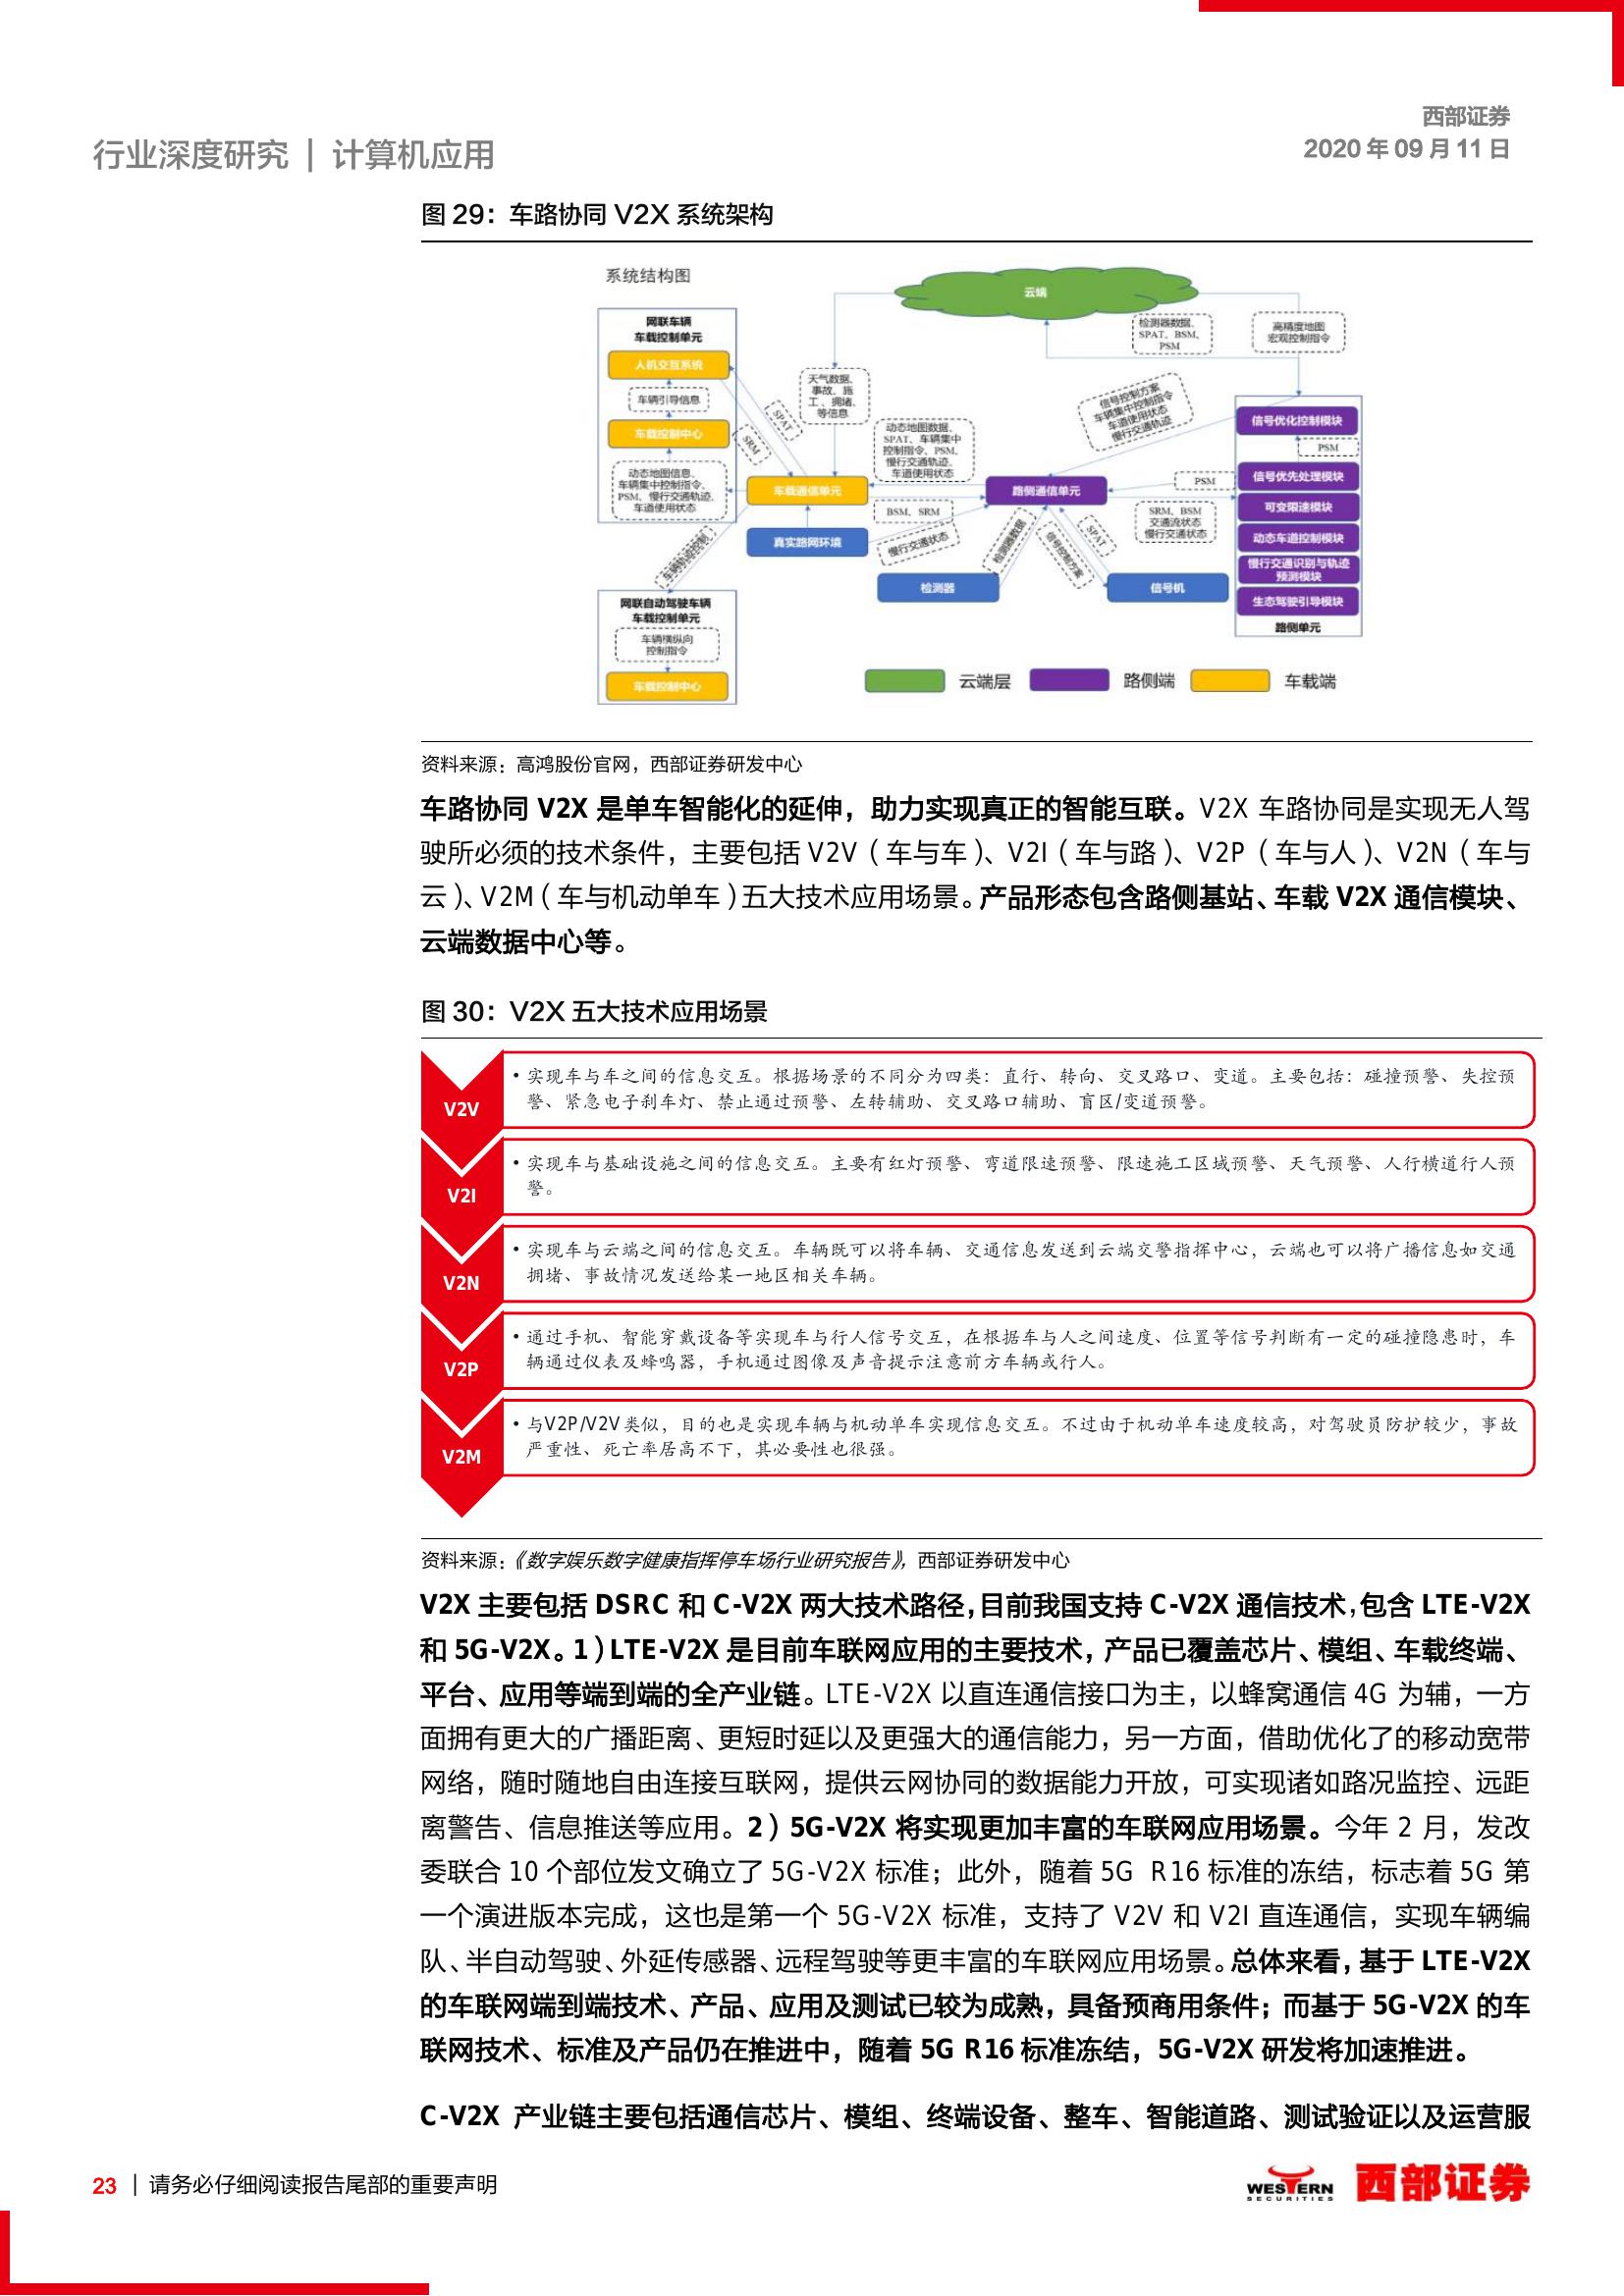 西部证券
2020 年 09 月 11 日
行业深度研究 | 计算机应用
图 29：车路协同 V2X 系统架构
系统结构图
云端
网联车辆
车载控制单元
人机交互系统
车辆引导信息
车载控制中心
动态地图信息、
车辆集中控制指令、
PSM、慢行交通轨迹、
车道使用状态
SPAT
SRM
天气数据、
事故、施
工、拥堵、
等信息
检测器数据、
SPAT、BSM、
PSM
高精度地图
宏观控制指令
信号控制方案
车辆集中控制指令
车道使用状态
慢行交通轨迹
动态地图数据、
SPAT、车辆集中
控制指令、PSM、
慢行交通轨迹、
车道使用状态
车载通信单元
路侧通信单元
BSM、SRM
真实路网环境
慢行交通状态
检测器数据
信号控制方案
SPAT
PSM
SRM、BSM
交通流状态
慢行交通状态
检测器
信号机
信号优化控制模块
PSM
信号优先处理模块
可变限速模块
动态车道控制模块
慢行交通识别与轨迹
预测模块
生态驾驶引导模块
路侧单元
车辆轨迹控制
网联自动驾驶车辆
车载控制单元
车辆横纵向
控制指令
车载控制中心
云端层
路侧端
车载端
资料来源：高鸿股份官网，西部证券研发中心
车路协同 V2X 是单车智能化的延伸，助力实现真正的智能互联。V2X 车路协同是实现无人驾
驶所必须的技术条件，主要包括 V2V（车与车）、V2I（车与路）、V2P（车与人）、V2N（车与
云）、V2M（车与机动单车）五大技术应用场景。产品形态包含路侧基站、车载 V2X 通信模块、
云端数据中心等。
图 30：V2X 五大技术应用场景
V2V
• 实现车与车之间的信息交互。根据场景的不同分为四类：直行、转向、交叉路口、变道。主要包括：碰撞预警、失控预
警、紧急电子刹车灯、禁止通过预警、左转辅助、交叉路口辅助、盲区/变道预警。
V2I
• 实现车与基础设施之间的信息交互。主要有红灯预警、弯道限速预警、限速施工区域预警、天气预警、人行横道行人预
警。
V2N
• 实现车与云端之间的信息交互。车辆既可以将车辆、交通信息发送到云端交警指挥中心，云端也可以将广播信息如交通
拥堵、事故情况发送给某一地区相关车辆。
V2P
• 通过手机、智能穿戴设备等实现车与行人信号交互，在根据车与人之间速度、位置等信号判断有一定的碰撞隐患时，车
辆通过仪表及蜂鸣器，手机通过图像及声音提示注意前方车辆或行人。
V2M
• 与V2P/V2V类似，目的也是实现车辆与机动单车实现信息交互。不过由于机动单车速度较高，对驾驶员防护较少，事故
严重性、死亡率居高不下，其必要性也很强。
资料来源：《数字娱乐数字健康指挥停车场行业研究报告》，西部证券研发中心
V2X 主要包括 DSRC 和 C-V2X 两大技术路径，目前我国支持 C-V2X 通信技术，包含 LTE-V2X
和 5G-V2X。1）LTE-V2X 是目前车联网应用的主要技术，产品已覆盖芯片、模组、车载终端、
平台、应用等端到端的全产业链。LTE-V2X 以直连通信接口为主，以蜂窝通信 4G 为辅，一方
面拥有更大的广播距离、更短时延以及更强大的通信能力，另一方面，借助优化了的移动宽带
网络，随时随地自由连接互联网，提供云网协同的数据能力开放，可实现诸如路况监控、远距
离警告、信息推送等应用。2）5G-V2X 将实现更加丰富的车联网应用场景。今年 2 月，发改
委联合 10 个部位发文确立了 5G-V2X 标准；此外，随着 5G R16 标准的冻结，标志着 5G 第
一个演进版本完成，这也是第一个 5G-V2X 标准，支持了 V2V 和 V2I 直连通信，实现车辆编
队、半自动驾驶、外延传感器、远程驾驶等更丰富的车联网应用场景。总体来看，基于 LTE-V2X
的车联网端到端技术、产品、应用及测试已较为成熟，具备预商用条件；而基于 5G-V2X 的车
联网技术、标准及产品仍在推进中，随着 5G R16 标准冻结，5G-V2X 研发将加速推进。
C-V2X 产业链主要包括通信芯片、模组、终端设备、整车、智能道路、测试验证以及运营服
23 | 请务必仔细阅读报告尾部的重要声明
WESTERN
SECURITIES
西部证券